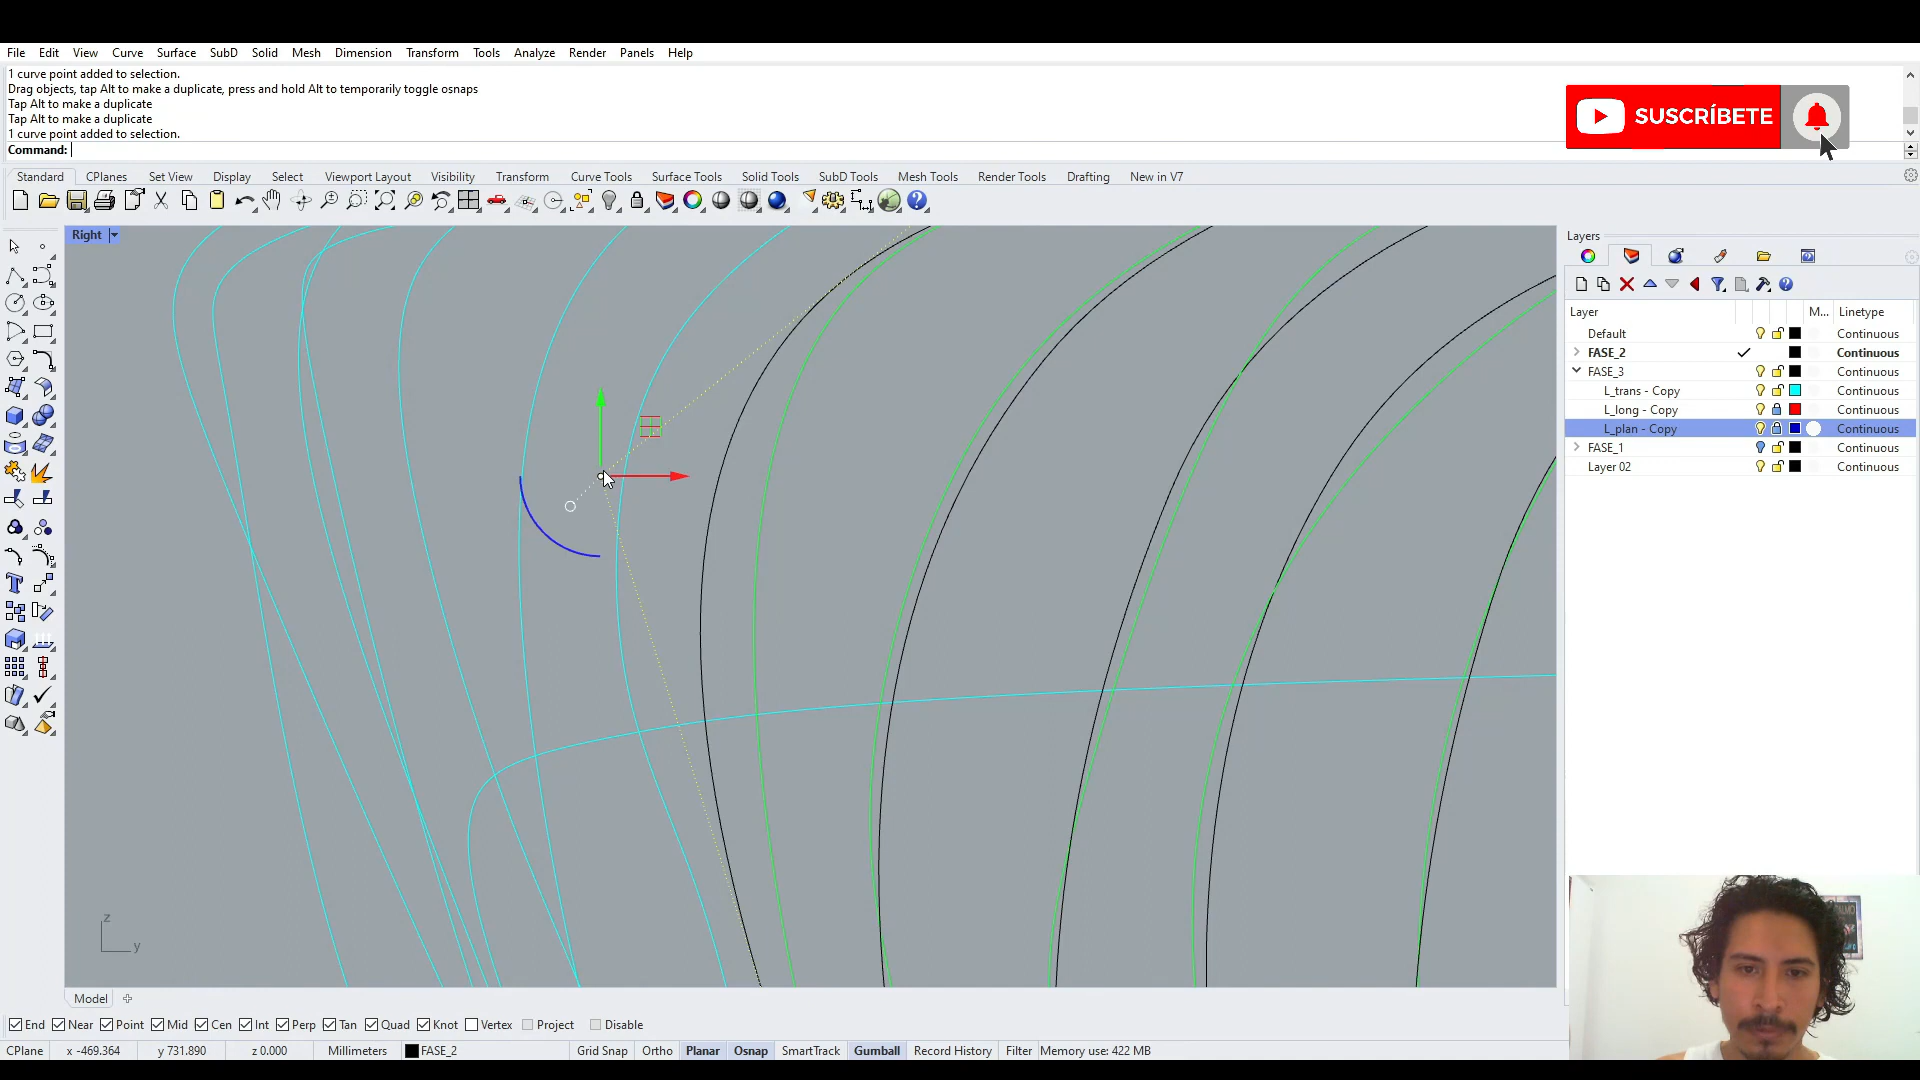 File Edit View Curve Surface SubD Solid Mesh Dimension Transform Tools Analyze Render Panels Help
1 curve point added to selection.
Drag objects, tap Alt to make a duplicate, press and hold Alt to temporarily toggle osnaps
Tap Alt to make a duplicate
Tap Alt to make a duplicate
1 curve point added to selection.
Command:
SUSCRÍBETE
Standard CPlanes Set View Display Select Viewport Layout Visibility Transform Curve Tools Surface Tools Solid Tools SubD Tools Mesh Tools Render Tools Drafting New in V7
Right
Layers
Layer M... Linetype
Default Continuous
FASE_2 Continuous
FASE_3 Continuous
L_trans - Copy Continuous
L_long - Copy Continuous
L_plan - Copy Continuous
FASE_1 Continuous
Layer 02 Continuous
z
y
Model
End Near Point Mid Cen Int Perp Tan Quad Knot Vertex Project Disable
CPlane x -469.364 y 731.890 z 0.000 Millimeters FASE_2 Grid Snap Ortho Planar Osnap SmartTrack Gumball Record History Filter Memory use: 422 MB